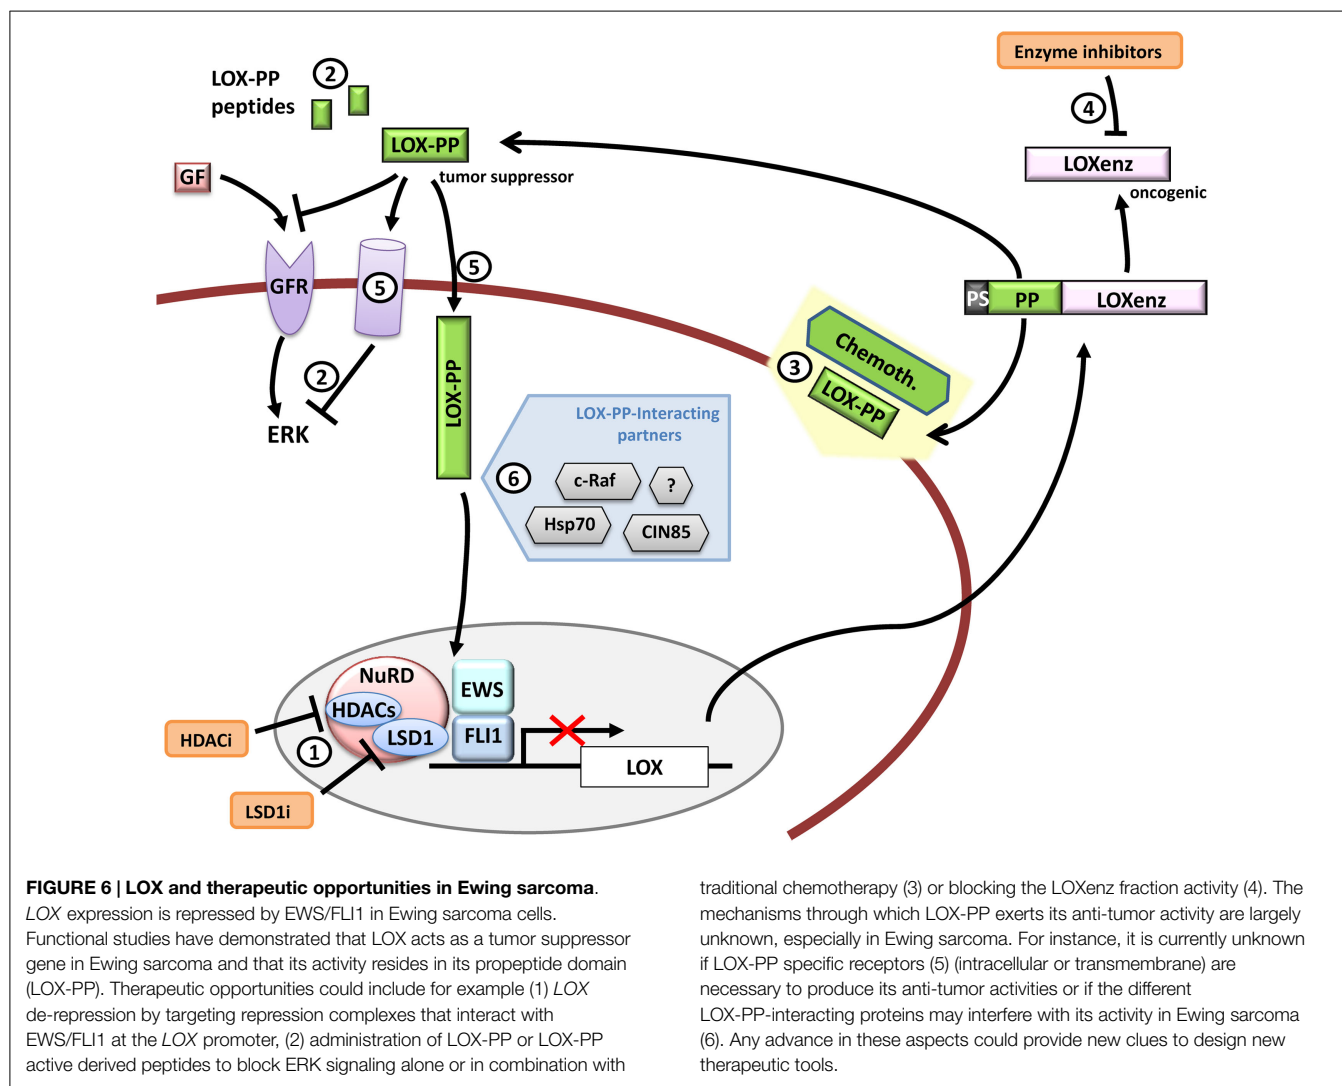 LOX-PP
peptides
2
LOX-PP
tumor suppressor
GF
GFR
5
5
2
ERK
LOX-PP
LOX-PP-Interacting
partners
6
c-Raf
?
Hsp70
CIN85
3
Chemoth.
LOX-PP
Enzyme inhibitors
4
LOXenz
oncogenic
PS
PP
LOXenz
NuRD
HDACs
LSD1
EWS
FLI1
LOX
HDACi
1
LSD1i
FIGURE 6 | LOX and therapeutic opportunities in Ewing sarcoma.
LOX expression is repressed by EWS/FLI1 in Ewing sarcoma cells.
Functional studies have demonstrated that LOX acts as a tumor suppressor
gene in Ewing sarcoma and that its activity resides in its propeptide domain
(LOX-PP). Therapeutic opportunities could include for example (1) LOX
de-repression by targeting repression complexes that interact with
EWS/FLI1 at the LOX promoter, (2) administration of LOX-PP or LOX-PP
active derived peptides to block ERK signaling alone or in combination with
traditional chemotherapy (3) or blocking the LOXenz fraction activity (4). The
mechanisms through which LOX-PP exerts its anti-tumor activity are largely
unknown, especially in Ewing sarcoma. For instance, it is currently unknown
if LOX-PP specific receptors (5) (intracellular or transmembrane) are
necessary to produce its anti-tumor activities or if the different
LOX-PP-interacting proteins may interfere with its activity in Ewing sarcoma
(6). Any advance in these aspects could provide new clues to design new
therapeutic tools.